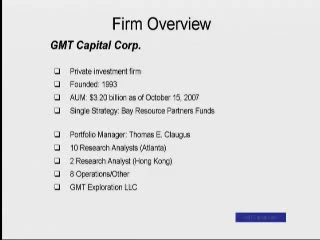 Firm Overview
GMT Capital Corp.
Private investment firm
Founded: 1993
AUM: $3.20 billion as of October 15, 2007
Single Strategy: Bay Resource Partners Funds
Portfolio Manager: Thomas E. Claugus
10 Research Analysts (Atlanta)
2 Research Analyst (Hong Kong)
8 Operations/Other
GMT Exploration LLC